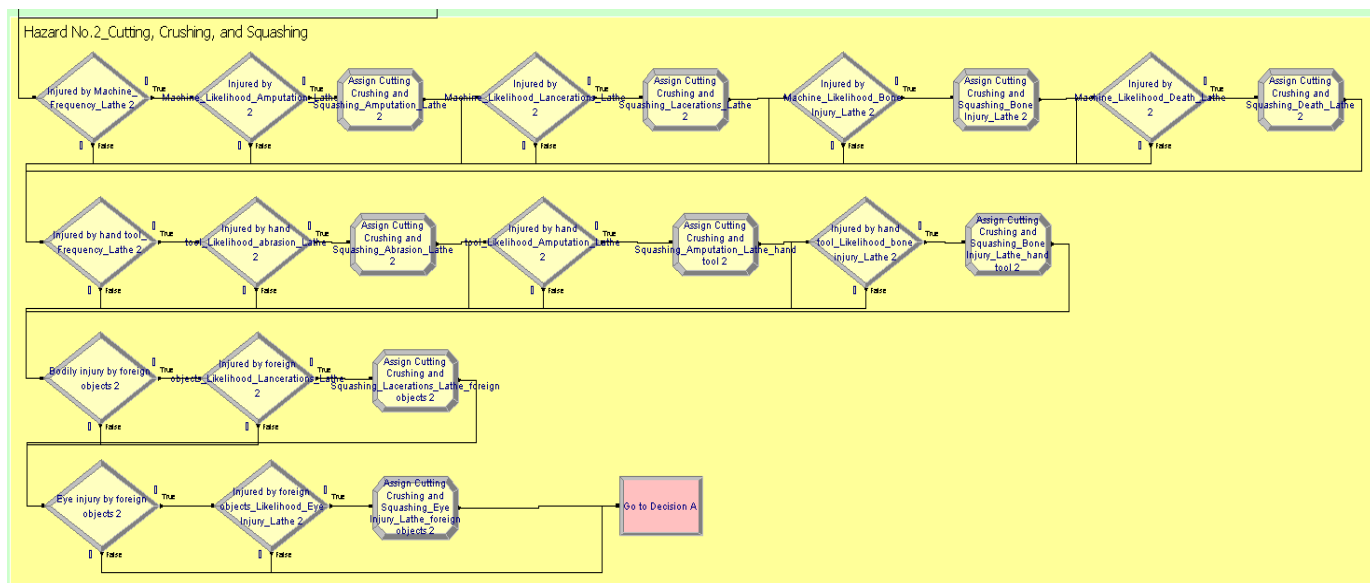 Hazard No.2_Cutting, Crushing, and Squashing
Injured by Machine_
Frequency_Lathe 2
True
False
Injured by
Machine_Likelihood_Amputation_Lathe
2
True
False
Assign Cutting
Crushing and
Squashing_Amputation_Lathe
2
Injured by
Machine_Likelihood_Lancerations_Lathe
2
True
False
Assign Cutting
Crushing and
Squashing_Lacerations_Lathe
2
Injured by
Machine_Likelihood_Bone
Injury_Lathe 2
True
False
Assign Cutting
Crushing and
Squashing_Bone
Injury_Lathe 2
Injured by
Machine_Likelihood_Death_Lathe
2
True
False
Assign Cutting
Crushing and
Squashing_Death_Lathe
2
Injured by hand tool_
Frequency_Lathe 2
True
False
Injured by hand
tool_Likelihood_abrasion_Lathe
2
True
False
Assign Cutting
Crushing and
Squashing_Abrasion_Lathe
2
Injured by hand
tool_Likelihood_Amputation_Lathe
2
True
False
Assign Cutting
Crushing and
Squashing_Amputation_Lathe_hand
tool 2
Injured by hand
tool_Likelihood_bone
injury_Lathe 2
True
False
Assign Cutting
Crushing and
Squashing_Bone
Injury_Lathe_hand
tool 2
Bodily injury by foreign
objects 2
True
False
Injured by foreign
objects_Likelihood_Lancerations_Lathe
2
True
False
Assign Cutting
Crushing and
Squashing_Lacerations_Lathe_foreign
objects 2
Eye injury by foreign
objects 2
True
False
Injured by foreign
objects_Likelihood_Eye
Injury_Lathe 2
True
False
Assign Cutting
Crushing and
Squashing_Eye
Injury_Lathe_foreign
objects 2
Go to Decision A